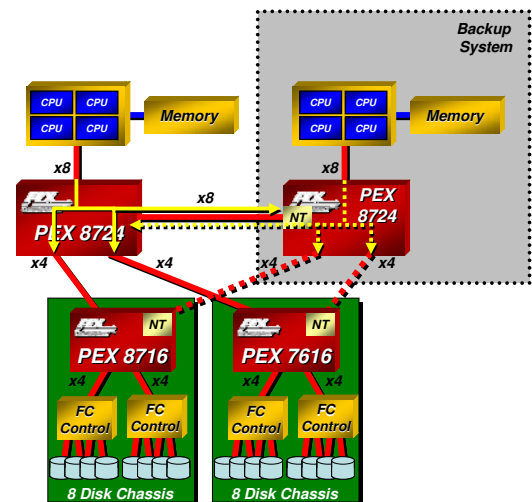 Backup
System
CPU CPU
CPU CPU
Memory
CPU CPU
CPU CPU
Memory
x8
x8
x8
PEX 8724
NT
PEX
8724
x4
x4
x4
x4
NT
PEX 8716
NT
PEX 7616
x4
x4
x4
x4
FC
Control
FC
Control
FC
Control
FC
Control
8 Disk Chassis
8 Disk Chassis